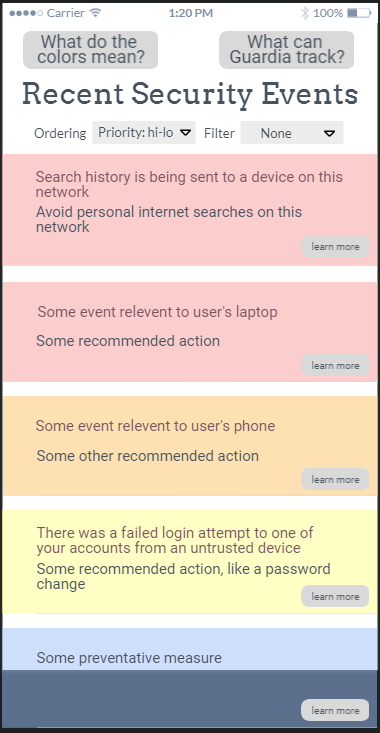 Carrier 1:20 PM 100%
What do the colors mean? What can Guardia track?
Recent Security Events
Ordering Priority: hi-lo Filter None
Search history is being sent to a device on this
network
Avoid personal internet searches on this
network
learn more
Some event relevent to user's laptop
Some recommended action
learn more
Some event relevent to user's phone
Some other recommended action
learn more
There was a failed login attempt to one of
your accounts from an untrusted device
Some recommended action, like a password
change
learn more
Some preventative measure
learn more